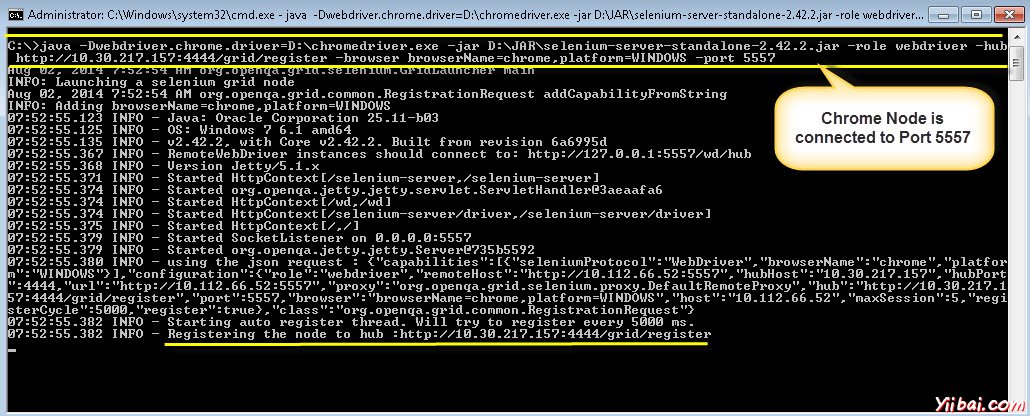 Administrator: C:\Windows\system32\cmd.exe - java -Dwebdriver.chrome.driver=D:\chromedriver.exe -jar D:\JAR\selenium-server-standalone-2.42.2.jar -role webdriver...
C:\>java -Dwebdriver.chrome.driver=D:\chromedriver.exe -jar D:\JAR\selenium-server-standalone-2.42.2.jar -role webdriver -hub
http://10.30.217.157:4444/grid/register -browser browserName=chrome,platform=WINDOWS -port 5557
Aug 02, 2014 7:52:54 AM org.openqa.grid.selenium.GridLauncher main
INFO: Launching a selenium grid node
Aug 02, 2014 7:52:54 AM org.openqa.grid.common.RegistrationRequest addCapabilityFromString
INFO: Adding browserName=chrome,platform=WINDOWS
07:52:55.123 INFO - Java: Oracle Corporation 25.11-b03
07:52:55.125 INFO - OS: Windows 7 6.1 amd64
07:52:55.135 INFO - v2.42.2, with Core v2.42.2. Built from revision 6a6995d
07:52:55.367 INFO - RemoteWebDriver instances should connect to: http://127.0.0.1:5557/wd/hub
07:52:55.368 INFO - Version Jetty/5.1.x
07:52:55.371 INFO - Started HttpContext[/selenium-server,/selenium-server]
07:52:55.374 INFO - Started org.openqa.jetty.jetty.servlet.ServletHandler@3aeaafa6
07:52:55.374 INFO - Started HttpContext[/wd,/wd]
07:52:55.374 INFO - Started HttpContext[/selenium-server/driver,/selenium-server/driver]
07:52:55.375 INFO - Started HttpContext[/,/]
07:52:55.379 INFO - Started SocketListener on 0.0.0.0:5557
07:52:55.379 INFO - Started org.openqa.jetty.jetty.Server@735b5592
07:52:55.380 INFO - using the json request : {"capabilities":[{"seleniumProtocol":"WebDriver","browserName":"chrome","platfor
m":"WINDOWS"}],"configuration":{"role":"webdriver","remoteHost":"http://10.112.66.52:5557","hubHost":"10.30.217.157","hubPort
":4444,"url":"http://10.112.66.52:5557","proxy":"org.openqa.grid.selenium.proxy.DefaultRemoteProxy","hub":"http://10.30.217.1
57:4444/grid/register","port":5557,"browser":"browserName=chrome,platform=WINDOWS","host":"10.112.66.52","maxSession":5,"regi
sterCycle":5000,"register":true},"class":"org.openqa.grid.common.RegistrationRequest"}
07:52:55.382 INFO - Starting auto register thread. Will try to register every 5000 ms.
07:52:55.382 INFO - Registering the node to hub :http://10.30.217.157:4444/grid/register
Chrome Node is
connected to Port 5557
Yiibai.com